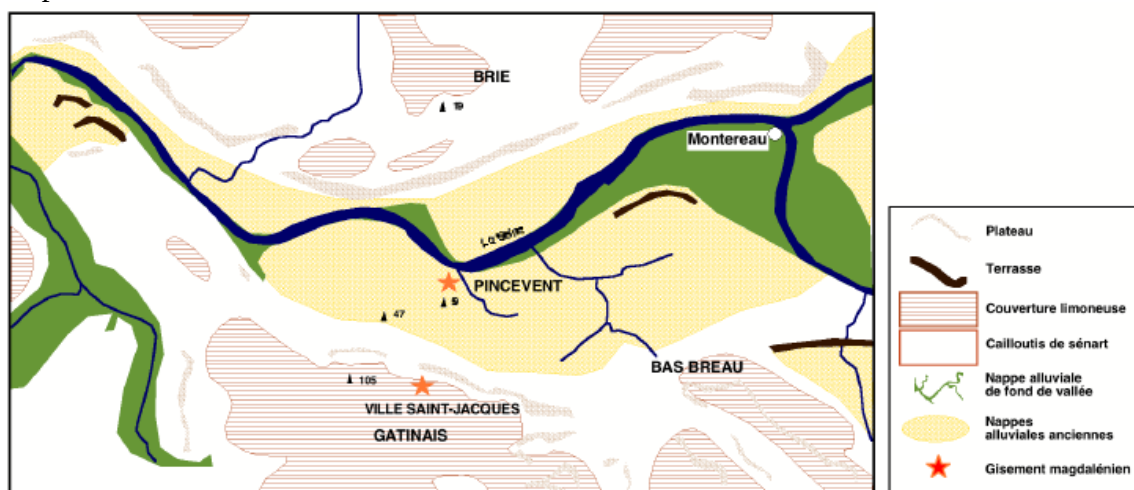 BRIE
19
Montereau
La Seine
PINCEVENT
9
47
BAS BREAU
105
VILLE SAINT-JACQUES
GATINAIS
Plateau
Terrasse
Couverture limoneuse
Cailloutis de sénart
Nappe alluviale
de fond de vallée
Nappes
alluviales anciennes
Gisement magdalénien